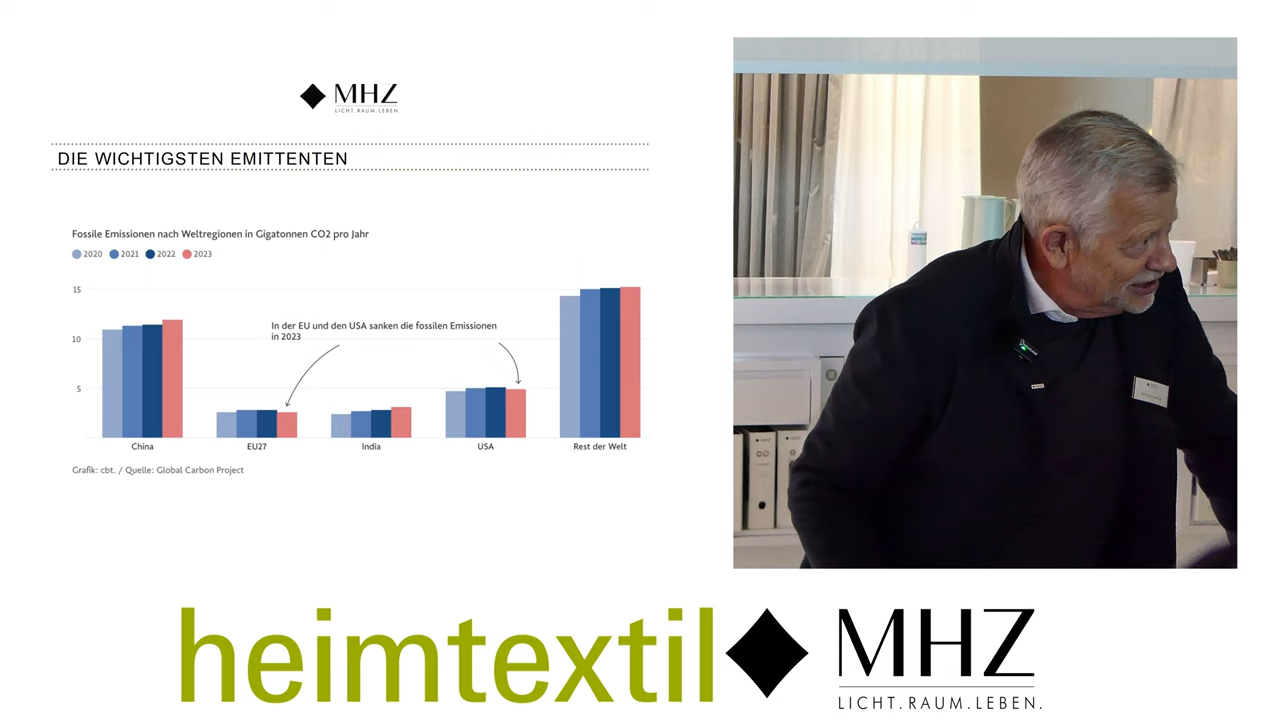 MHZ
LICHT.RAUM.LEBEN.
DIE WICHTIGSTEN EMITTENTEN
Fossile Emissionen nach Weltregionen in Gigatonnen CO2 pro Jahr
2020 2021 2022 2023
15
10
5
In der EU und den USA sanken die fossilen Emissionen
in 2023
China EU27 India USA Rest der Welt
Grafik: cbt. / Quelle: Global Carbon Project
heimtextil MHZ
LICHT.RAUM.LEBEN.